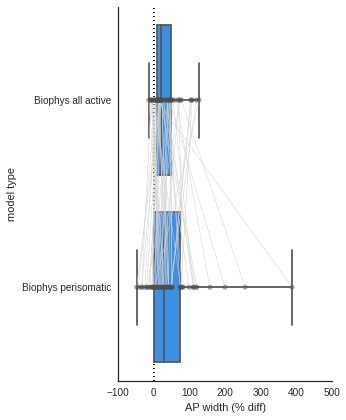 Biophys all active
model type
Biophys perisomatic
−100 0 100 200 300 400 500
AP width (% diff)